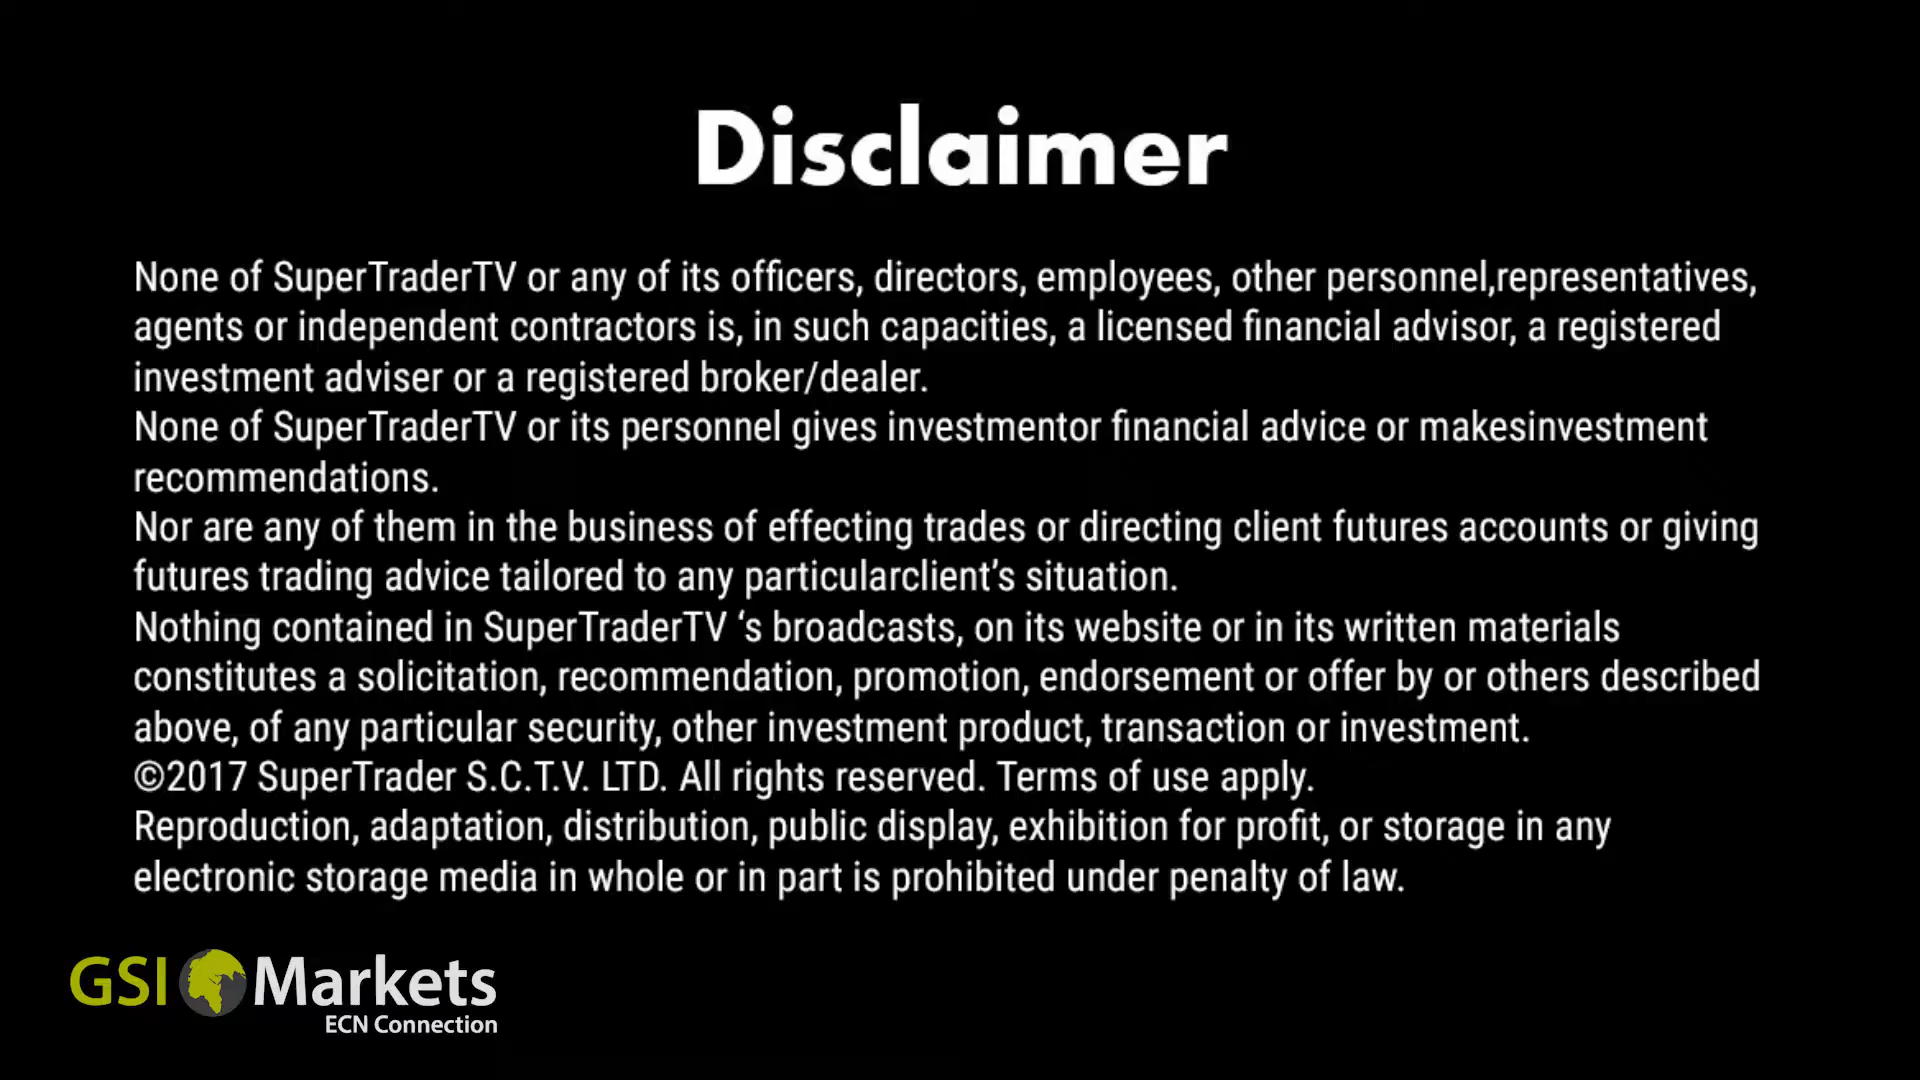 Disclaimer
None of SuperTraderTV or any of its officers, directors, employees, other personnel,representatives,
agents or independent contractors is, in such capacities, a licensed financial advisor, a registered
investment adviser or a registered broker/dealer.
None of SuperTraderTV or its personnel gives investmentor financial advice or makesinvestment
recommendations.
Nor are any of them in the business of effecting trades or directing client futures accounts or giving
futures trading advice tailored to any particularclient’s situation.
Nothing contained in SuperTraderTV ‘s broadcasts, on its website or in its written materials
constitutes a solicitation, recommendation, promotion, endorsement or offer by or others described
above, of any particular security, other investment product, transaction or investment.
©2017 SuperTrader S.C.T.V. LTD. All rights reserved. Terms of use apply.
Reproduction, adaptation, distribution, public display, exhibition for profit, or storage in any
electronic storage media in whole or in part is prohibited under penalty of law.
GSI Markets
ECN Connection